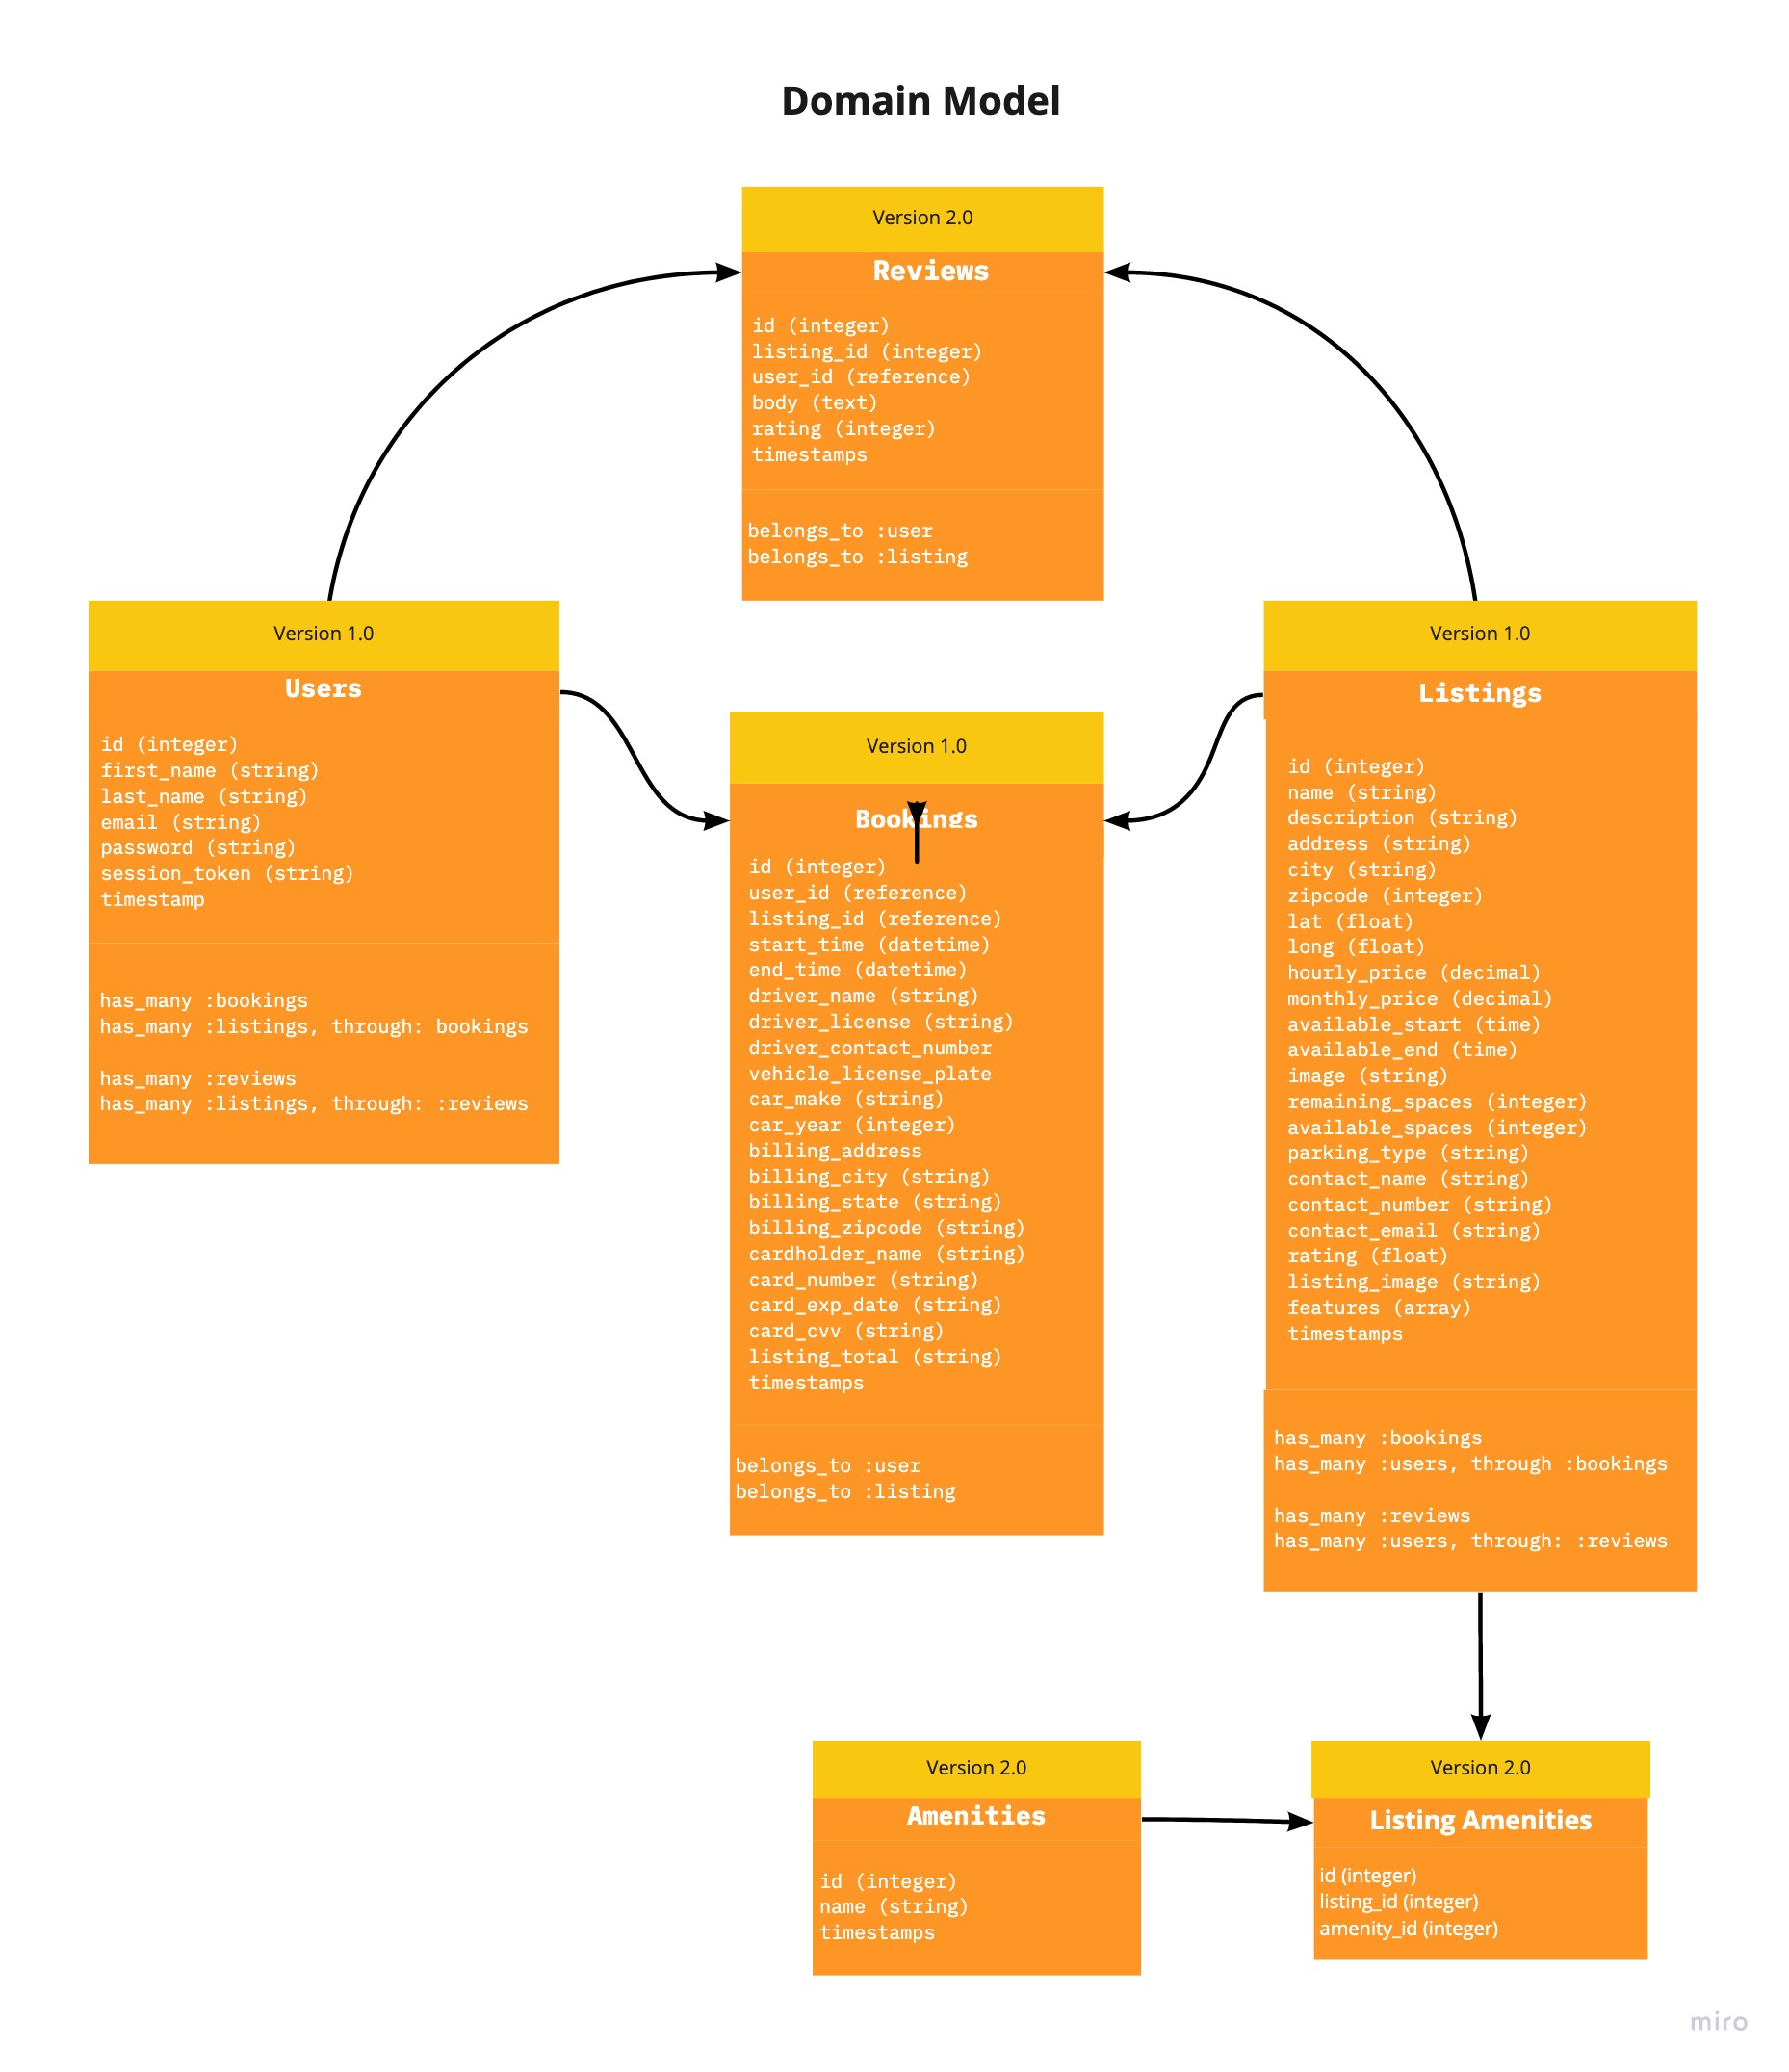 Domain Model
Version 2.0
Reviews
id (integer)
listing_id (integer)
user_id (reference)
body (text)
rating (integer)
timestamps
belongs_to :user
belongs_to :listing
Version 1.0
Users
id (integer)
first_name (string)
last_name (string)
email (string)
password (string)
session_token (string)
timestamp
has_many :bookings
has_many :listings, through: bookings
has_many :reviews
has_many :listings, through: :reviews
Version 1.0
Bookings
id (integer)
user_id (reference)
listing_id (reference)
start_time (datetime)
end_time (datetime)
driver_name (string)
driver_license (string)
driver_contact_number
vehicle_license_plate
car_make (string)
car_year (integer)
billing_address
billing_city (string)
billing_state (string)
billing_zipcode (string)
cardholder_name (string)
card_number (string)
card_exp_date (string)
card_cvv (string)
listing_total (string)
timestamps
belongs_to :user
belongs_to :listing
Version 1.0
Listings
id (integer)
name (string)
description (string)
address (string)
city (string)
zipcode (integer)
lat (float)
long (float)
hourly_price (decimal)
monthly_price (decimal)
available_start (time)
available_end (time)
image (string)
remaining_spaces (integer)
available_spaces (integer)
parking_type (string)
contact_name (string)
contact_number (string)
contact_email (string)
rating (float)
listing_image (string)
features (array)
timestamps
has_many :bookings
has_many :users, through :bookings
has_many :reviews
has_many :users, through: :reviews
Version 2.0
Amenities
id (integer)
name (string)
timestamps
Version 2.0
Listing Amenities
id (integer)
listing_id (integer)
amenity_id (integer)
miro